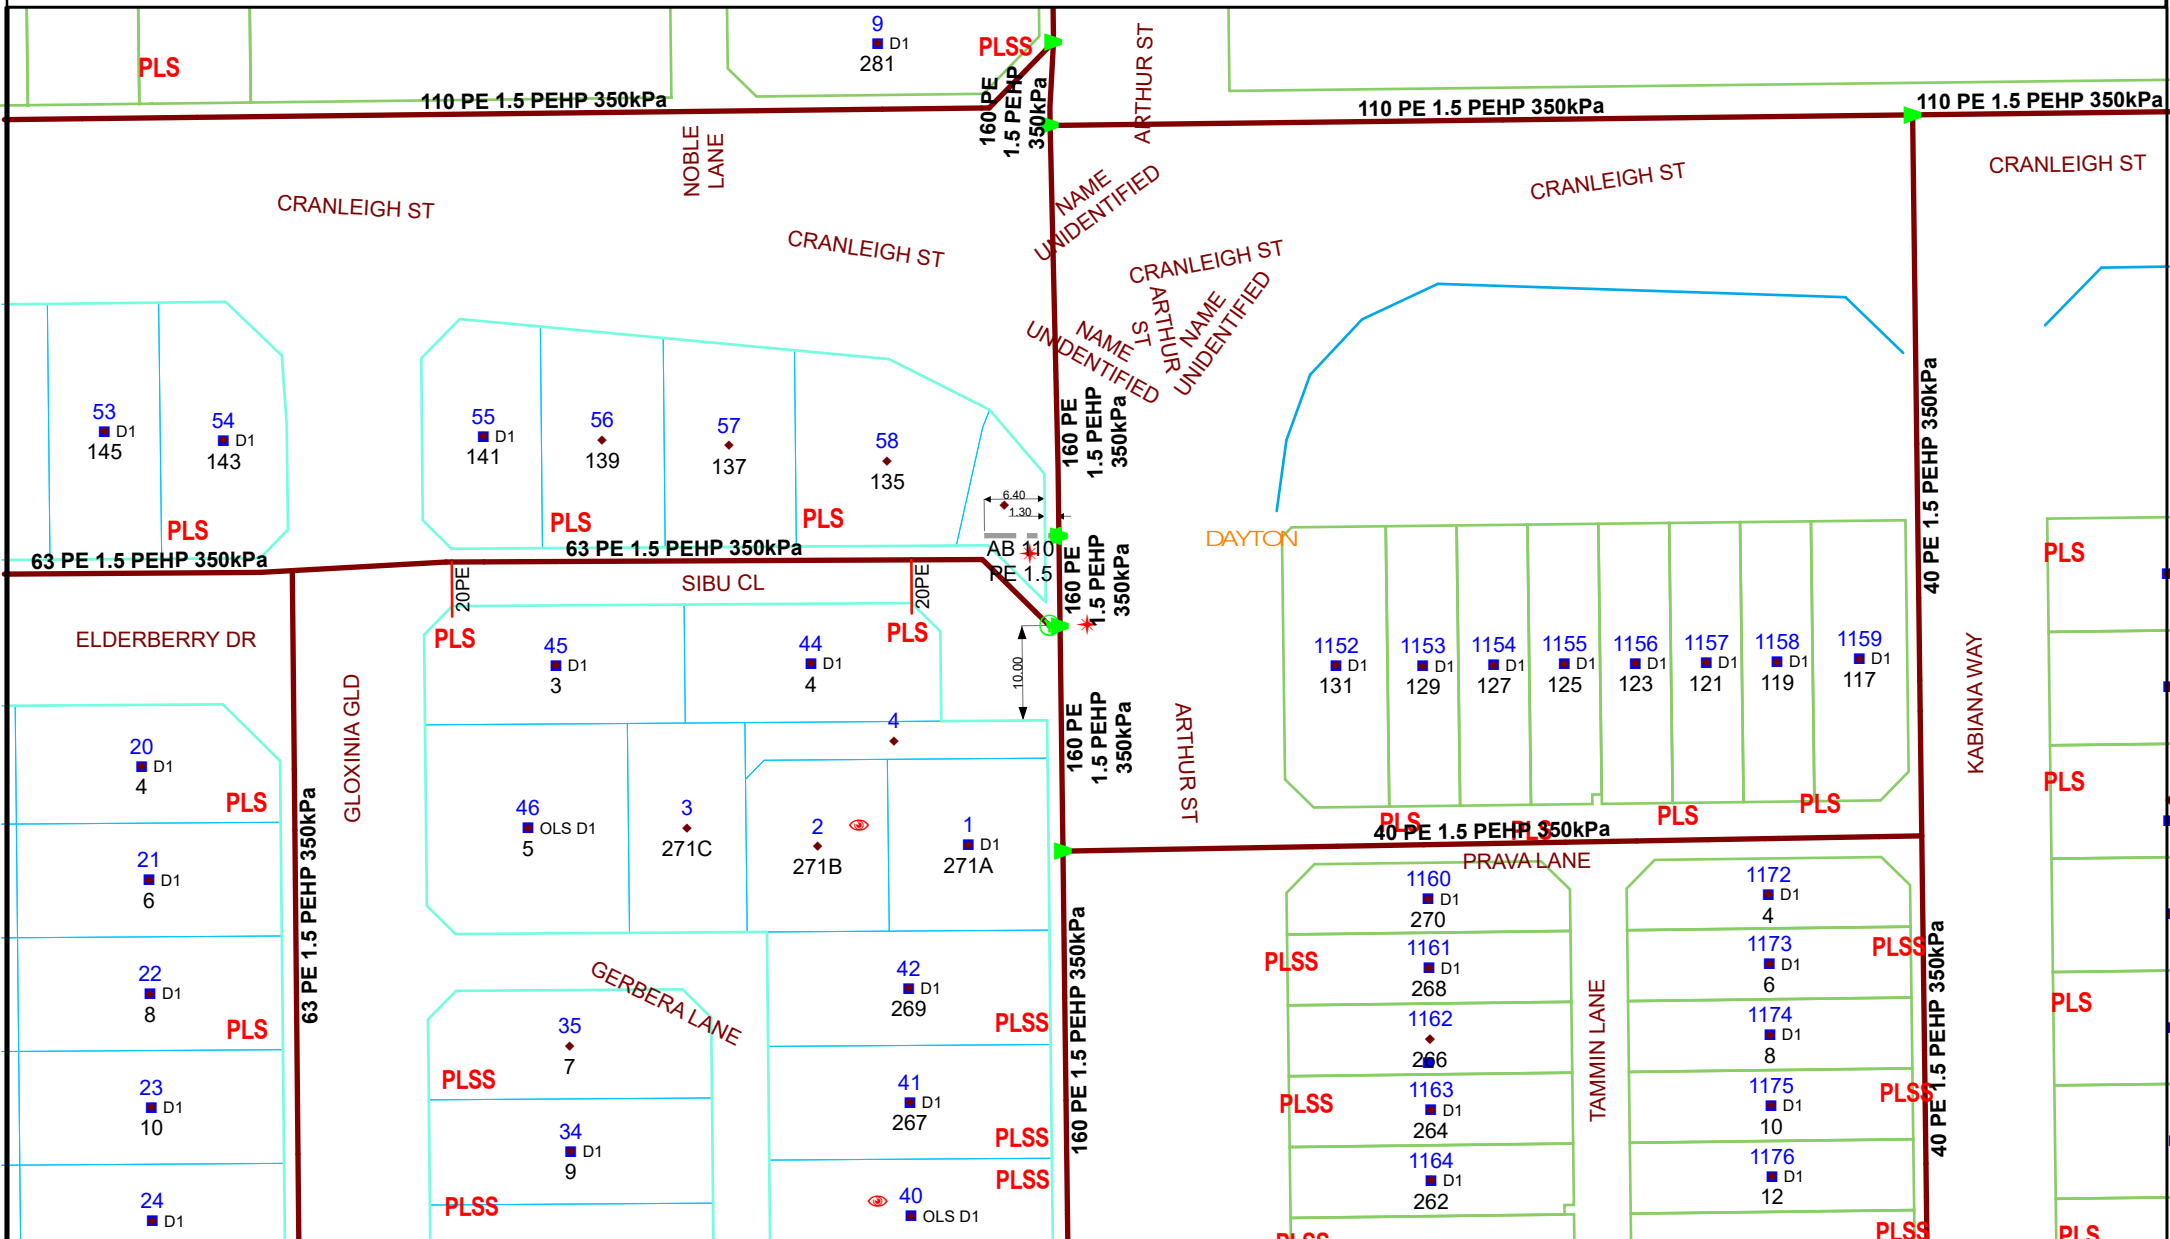 9
D1
281
PLS
PLSS
110 PE 1.5 PEHP 350kPa
160 PE
1.5 PEHP
350kPa
ARTHUR ST
110 PE 1.5 PEHP 350kPa
110 PE 1.5 PEHP 350kPa
NOBLE
LANE
CRANLEIGH ST
CRANLEIGH ST
NAME
UNIDENTIFIED
CRANLEIGH ST
CRANLEIGH ST
CRANLEIGH ST
ARTHUR
ST
NAME
UNIDENTIFIED
NAME
UNIDENTIFIED
53
D1
145
54
D1
143
PLS
55
D1
141
56
139
PLS
57
137
58
135
PLS
6.40
1.30
AB 110
PE 1.5
160 PE
1.5 PEHP
350kPa
160 PE
1.5 PEHP
350kPa
DAYTON
40 PE 1.5 PEHP 350kPa
63 PE 1.5 PEHP 350kPa
63 PE 1.5 PEHP 350kPa
20PE
SIBU CL
20PE
ELDERBERRY DR
PLS
PLS
45
D1
3
44
D1
4
10.00
4
160 PE
1.5 PEHP
350kPa
ARTHUR ST
1152
D1
131
1153
D1
129
1154
D1
127
1155
D1
125
1156
D1
123
1157
D1
121
1158
D1
119
1159
D1
117
KABIANA WAY
PLS
PLS
PLS
PLS
PLS
PLS
PLS
40 PE 1.5 PEHP 350kPa
PRAVA LANE
GLOXINIA GLD
63 PE 1.5 PEHP 350kPa
20
D1
4
PLS
21
D1
6
22
D1
8
PLS
23
D1
10
24
D1
46
OLS D1
5
3
271C
2
271B
1
D1
271A
GERBERA LANE
42
D1
269
PLSS
35
7
PLSS
41
D1
267
PLSS
34
D1
9
PLSS
PLSS
40
OLS D1
160 PE 1.5 PEHP 350kPa
1160
D1
270
1161
D1
268
PLSS
1162
266
1163
D1
264
PLSS
1164
D1
262
PLSS
TAMMIN LANE
1172
D1
4
1173
D1
6
PLSS
1174
D1
8
1175
D1
10
PLSS
1176
D1
12
PLSS
40 PE 1.5 PEHP 350kPa
PLS